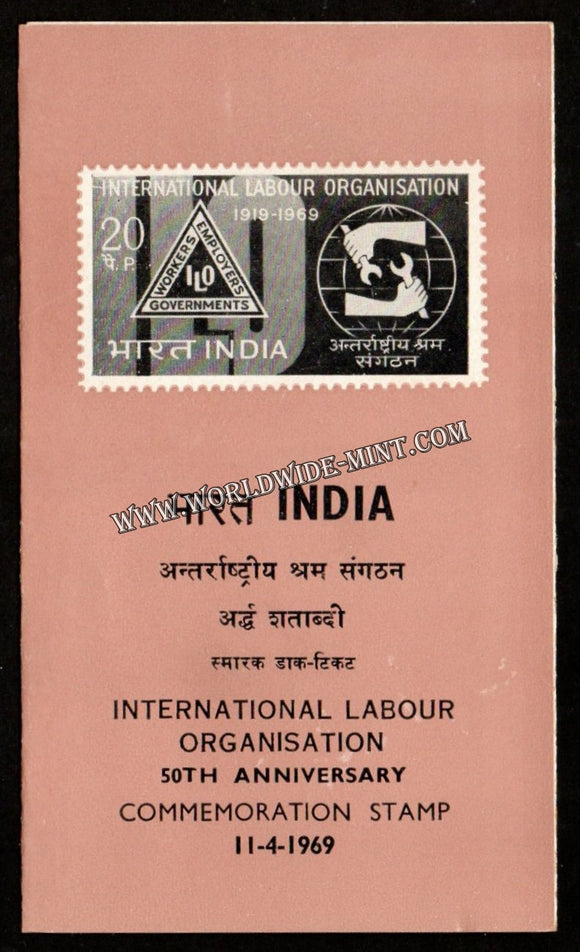 INTERNATIONAL LABOUR ORGANISATION
1919-1969
20
पै. P.
WORKERS
EMPLOYERS
ILO
GOVERNMENTS
भारत INDIA
अन्तर्राष्ट्रीय श्रम
संगठन
WWW.WORLDWIDE-MINT.COM
भारत INDIA
अन्तर्राष्ट्रीय श्रम संगठन
अर्द्ध शताब्दी
स्मारक डाक-टिकट
INTERNATIONAL LABOUR
ORGANISATION
50TH ANNIVERSARY
COMMEMORATION STAMP
11-4-1969